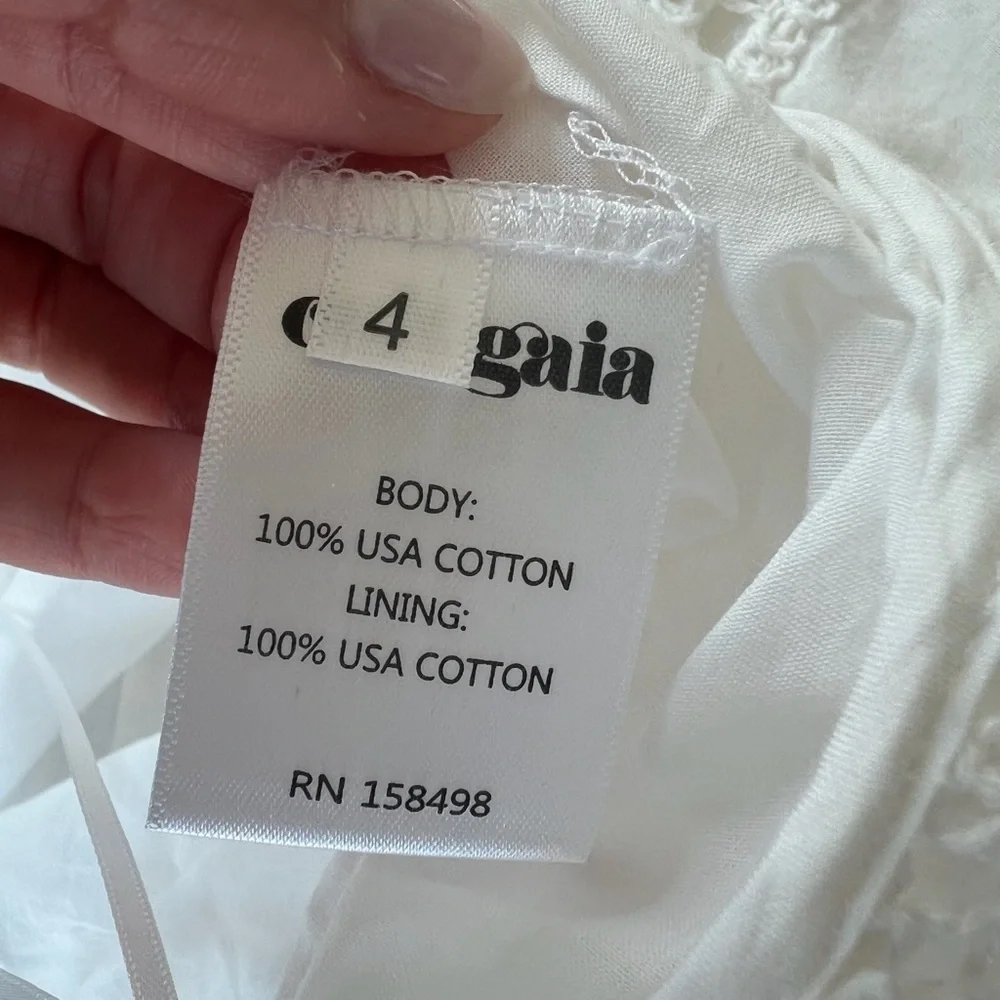 4
gaia
BODY:
100% USA COTTON
LINING:
100% USA COTTON
RN 158498